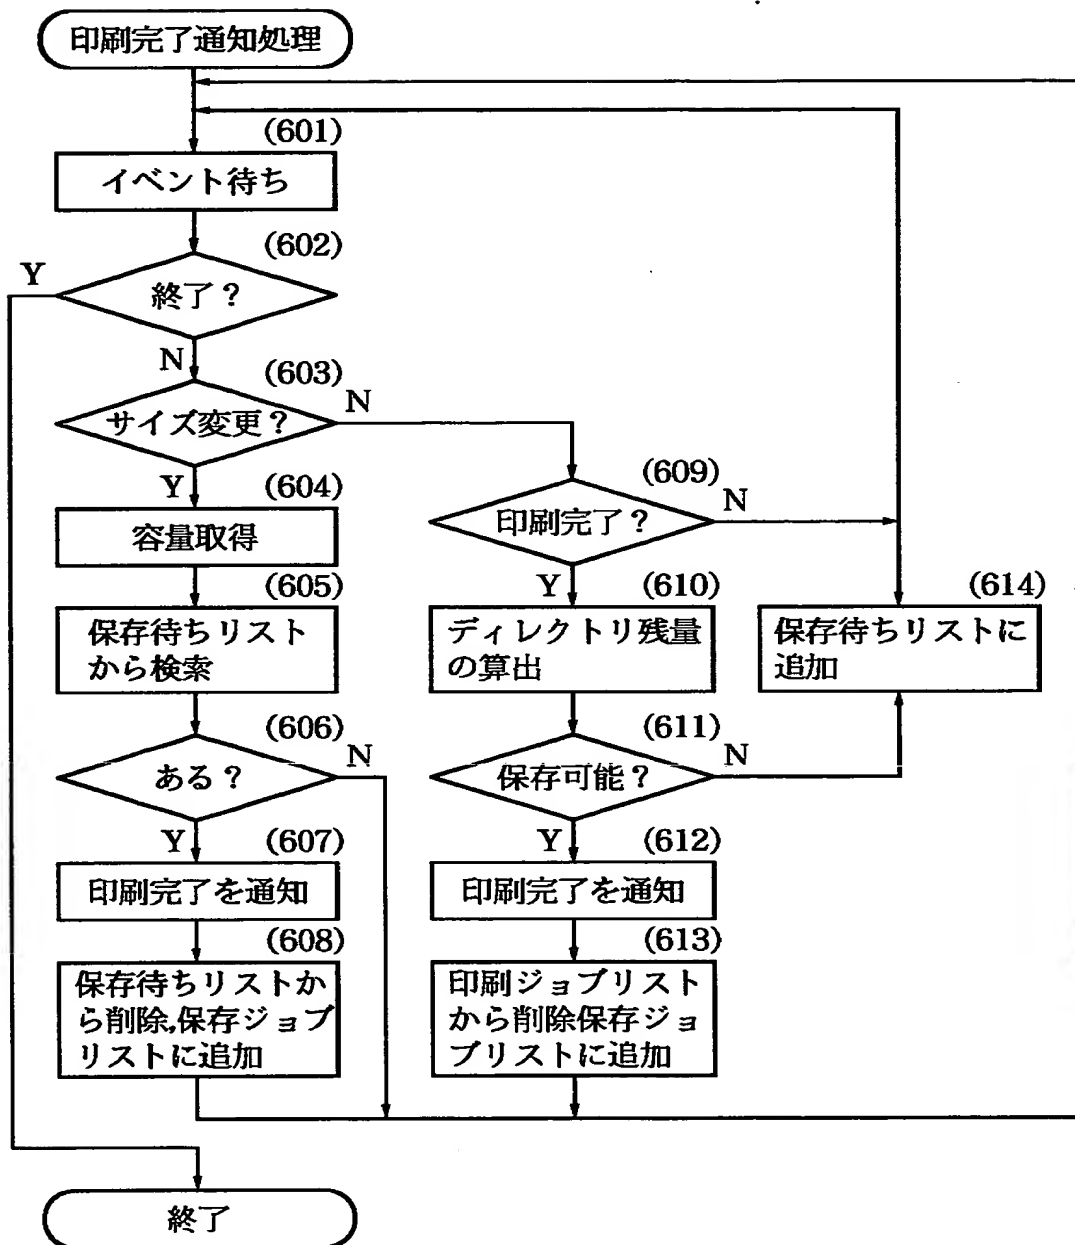 印刷完了通知処理
(601)
イベント待ち
(602)
Y
終了？
N
(603)
サイズ変更？
N
Y
(604)
容量取得
(605)
保存待ちリスト
から検索
(606)
ある？
N
Y
(607)
印刷完了を通知
(608)
保存待ちリストか
ら削除,保存ジョブ
リストに追加
(609)
印刷完了？
N
Y
(610)
ディレクトリ残量
の算出
(611)
保存可能？
N
Y
(612)
印刷完了を通知
(613)
印刷ジョブリスト
から削除保存ジョ
ブリストに追加
(614)
保存待ちリストに
追加
終了